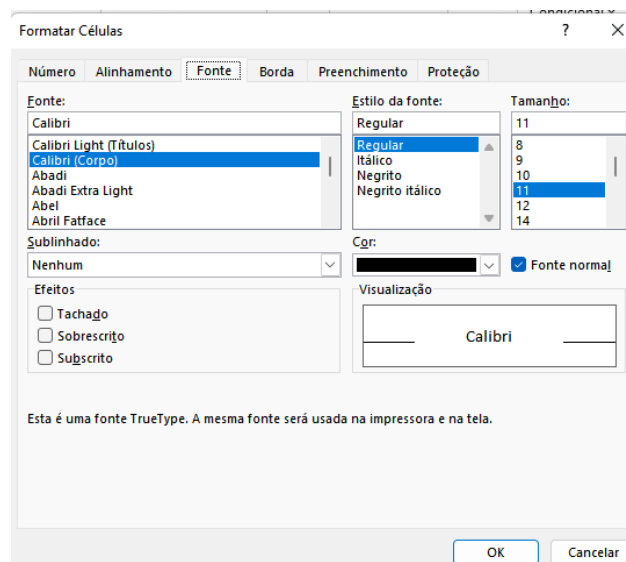 Formatar Células ? X
Número Alinhamento Fonte Borda Preenchimento Proteção
Fonte: Estilo da fonte: Tamanho:
Calibri Regular 11
Calibri Light (Títulos) Regular 8
Calibri (Corpo) Itálico 9
Abadi Negrito 10
Abadi Extra Light Negrito itálico 11
Abel 12
Abril Fatface 14
Sublinhado: Cor:
Nenhum Fonte normal
Efeitos Visualização
Tachado
Sobrescrito Calibri
Subscrito
Esta é uma fonte TrueType. A mesma fonte será usada na impressora e na tela.
OK Cancelar